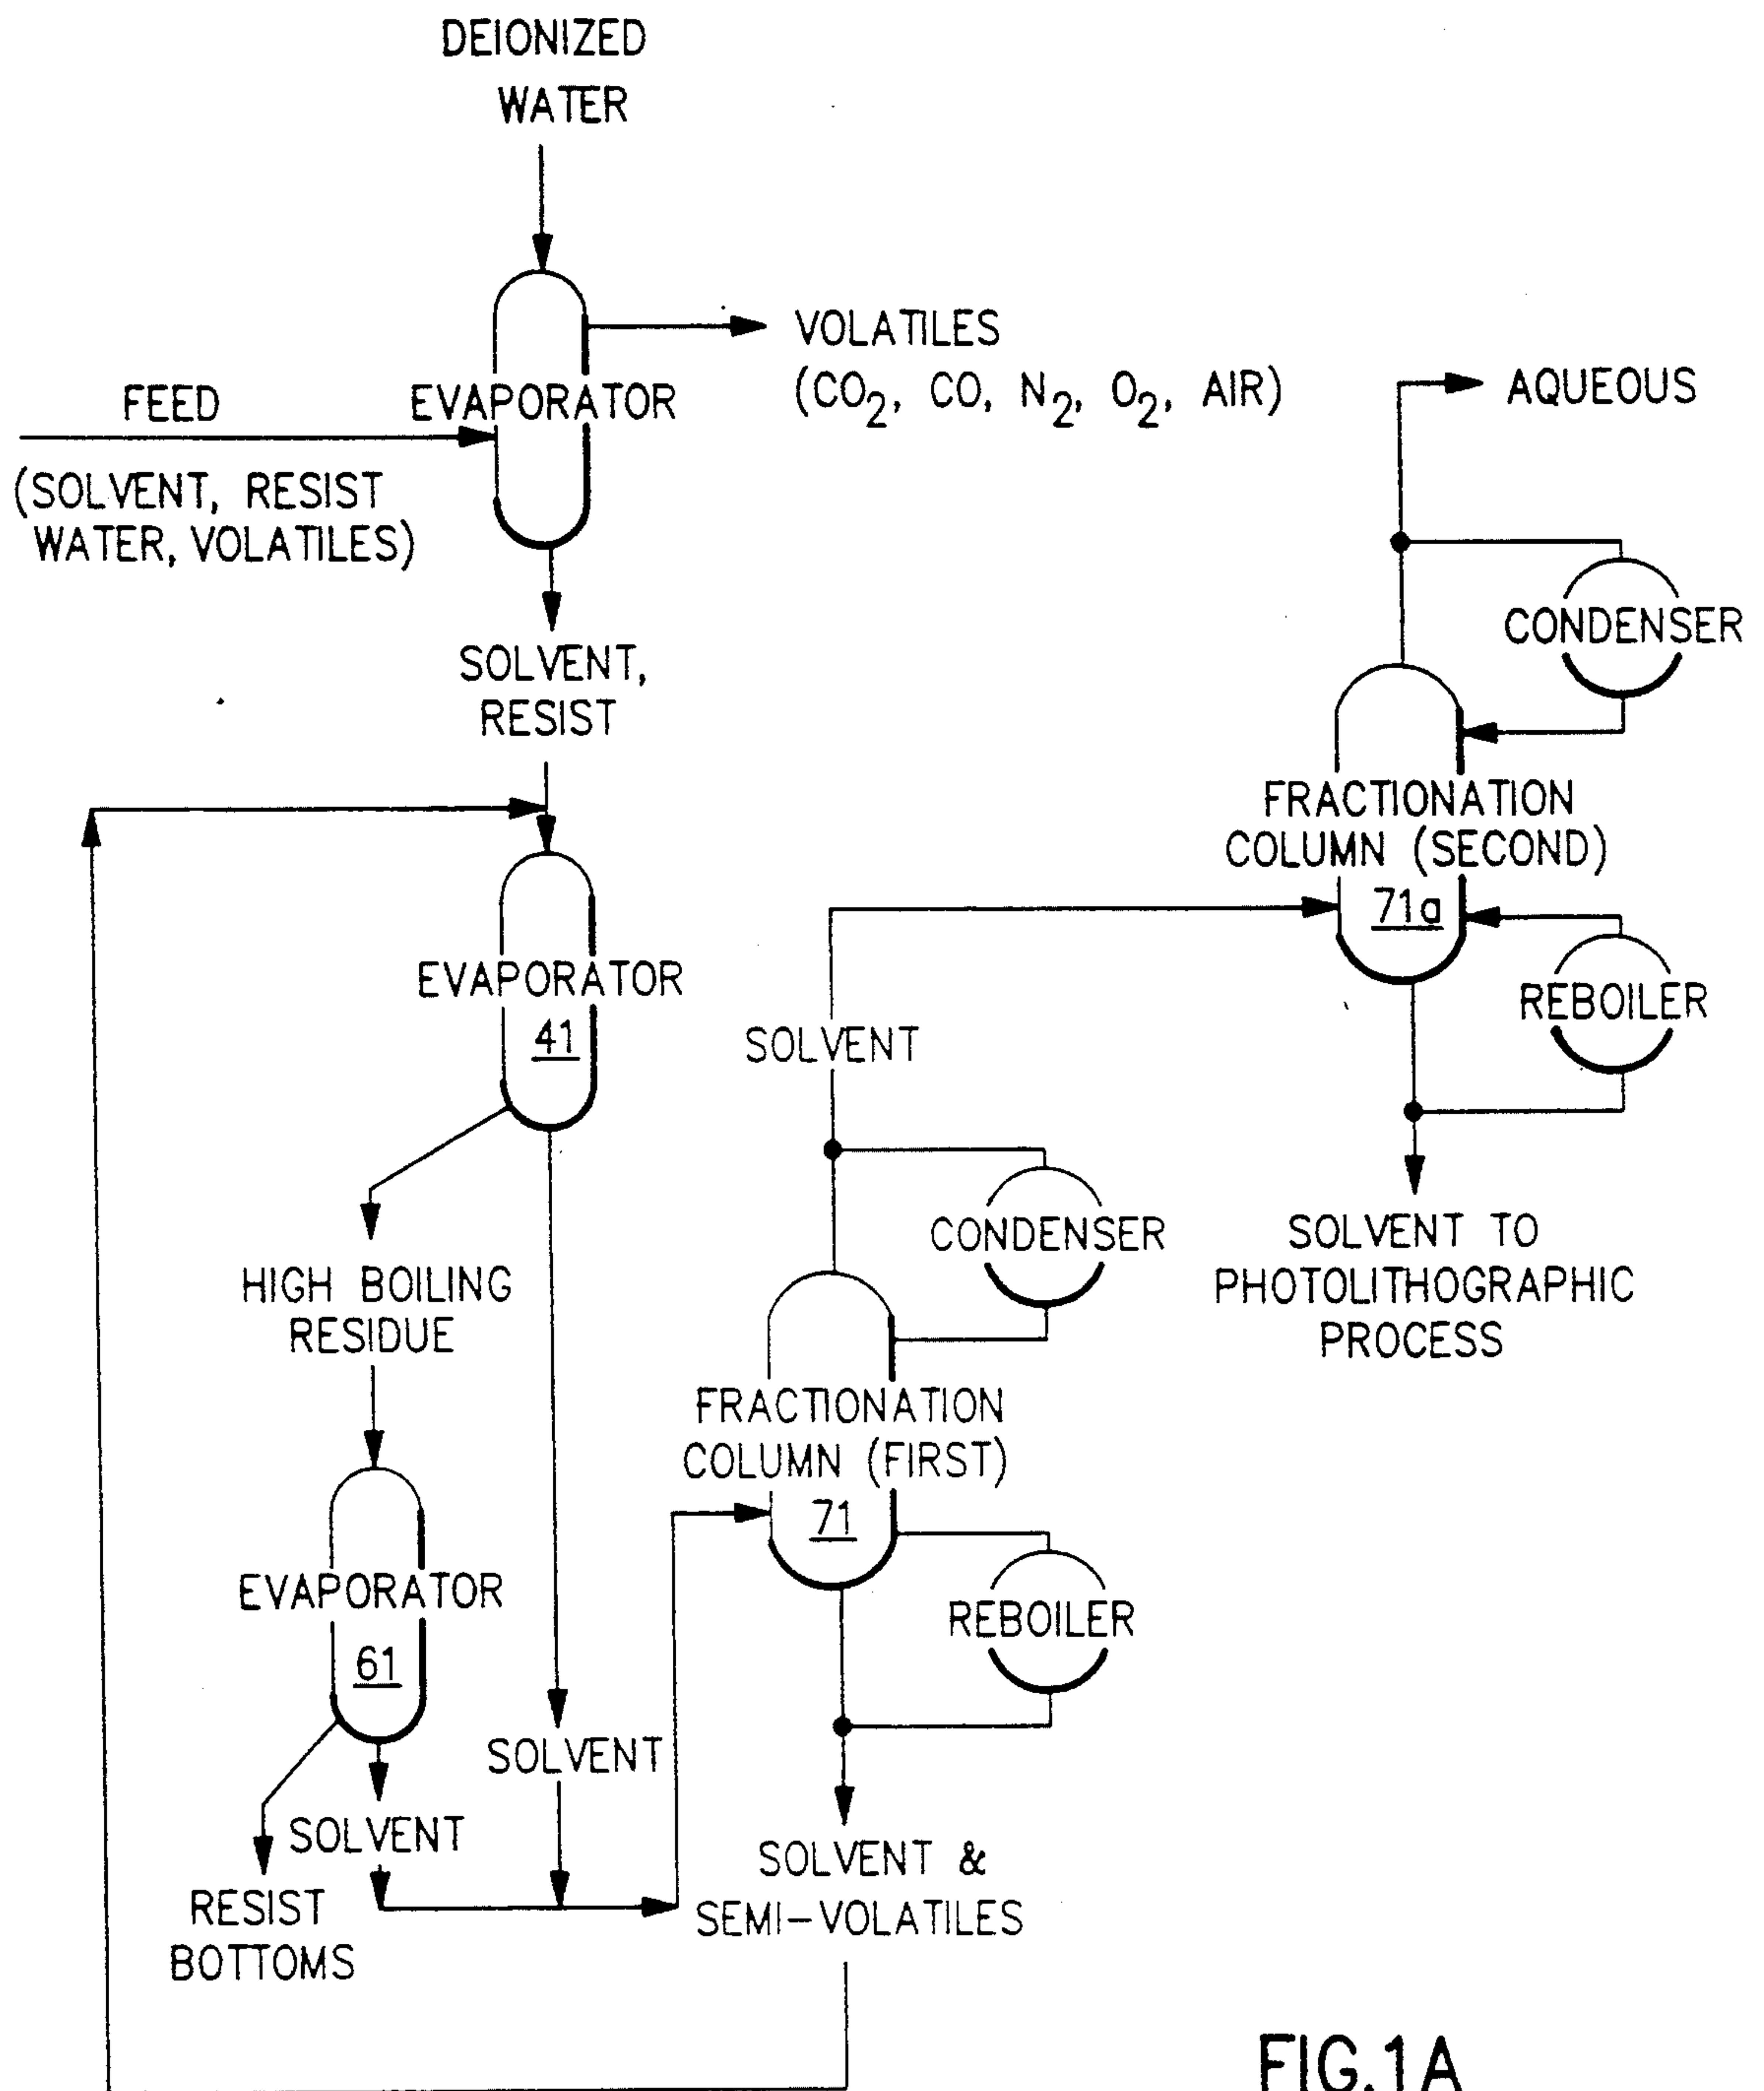 DEIONIZED
WATER
VOLATILES
(CO₂, CO, N₂, O₂, AIR)
FEED
EVAPORATOR
(SOLVENT, RESIST
WATER, VOLATILES)
SOLVENT,
RESIST
AQUEOUS
CONDENSER
FRACTIONATION
COLUMN (SECOND)
71a
REBOILER
SOLVENT TO
PHOTOLITHOGRAPHIC
PROCESS
EVAPORATOR
41
SOLVENT
CONDENSER
HIGH BOILING
RESIDUE
FRACTIONATION
COLUMN (FIRST)
71
REBOILER
EVAPORATOR
61
SOLVENT
SOLVENT
RESIST
BOTTOMS
SOLVENT &
SEMI-VOLATILES
FIG.1A